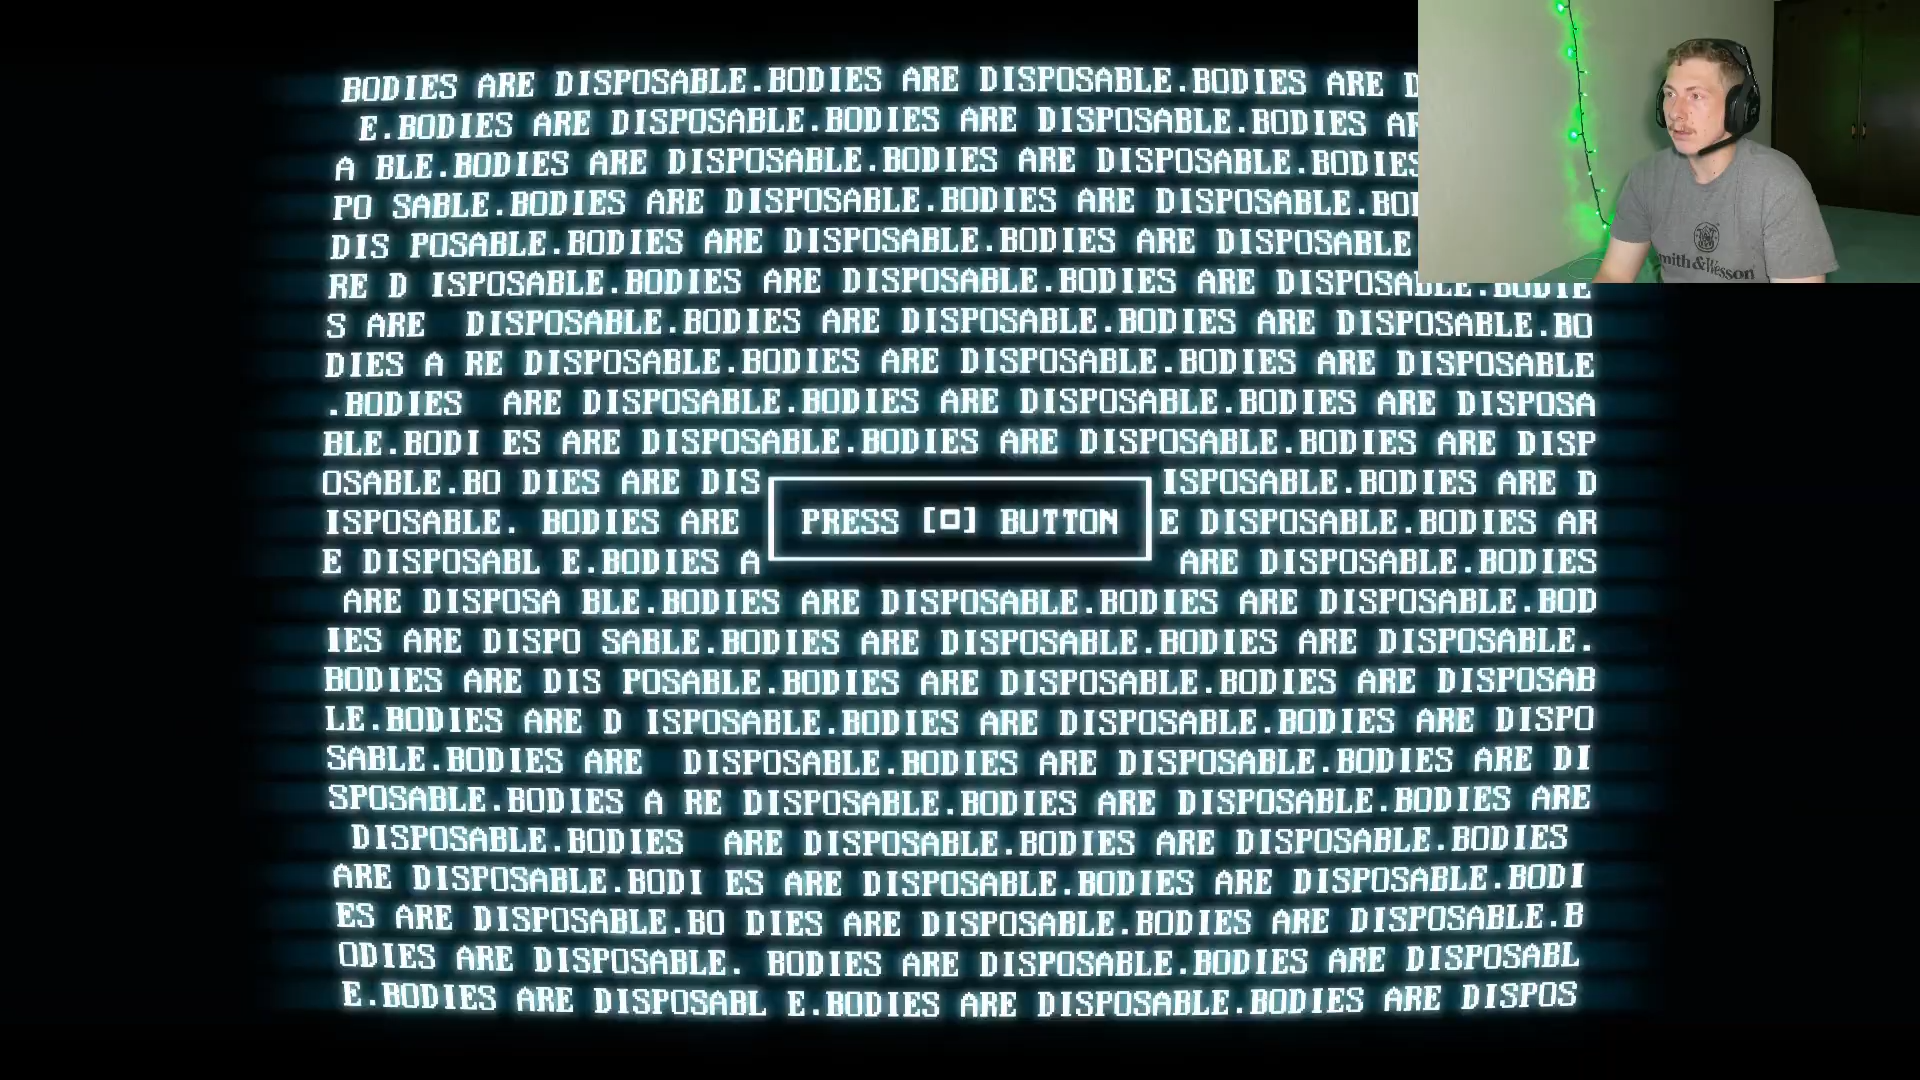 BODIES ARE DISPOSABLE.BODIES ARE DISPOSABLE.BODIES ARE D
E.BODIES ARE DISPOSABLE.BODIES ARE DISPOSABLE.BODIES AR
A BLE.BODIES ARE DISPOSABLE.BODIES ARE DISPOSABLE.BODIES
PO SABLE.BODIES ARE DISPOSABLE.BODIES ARE DISPOSABLE.BO
DIS POSABLE.BODIES ARE DISPOSABLE.BODIES ARE DISPOSABLE
RE D ISPOSABLE.BODIES ARE DISPOSABLE.BODIES ARE DISPOSABLE.BODIE
S ARE  DISPOSABLE.BODIES ARE DISPOSABLE.BODIES ARE DISPOSABLE.BO
DIES A RE DISPOSABLE.BODIES ARE DISPOSABLE.BODIES ARE DISPOSABLE
.BODIES  ARE DISPOSABLE.BODIES ARE DISPOSABLE.BODIES ARE DISPOSA
BLE.BODI ES ARE DISPOSABLE.BODIES ARE DISPOSABLE.BODIES ARE DISP
OSABLE.BO DIES ARE DIS ISPOSABLE.BODIES ARE D
ISPOSABLE. BODIES ARE PRESS [□] BUTTON E DISPOSABLE.BODIES AR
E DISPOSABL E.BODIES A ARE DISPOSABLE.BODIES
ARE DISPOSA BLE.BODIES ARE DISPOSABLE.BODIES ARE DISPOSABLE.BOD
IES ARE DISPO SABLE.BODIES ARE DISPOSABLE.BODIES ARE DISPOSABLE.
BODIES ARE DIS POSABLE.BODIES ARE DISPOSABLE.BODIES ARE DISPOSAB
LE.BODIES ARE D ISPOSABLE.BODIES ARE DISPOSABLE.BODIES ARE DISPO
SABLE.BODIES ARE  DISPOSABLE.BODIES ARE DISPOSABLE.BODIES ARE DI
SPOSABLE.BODIES A RE DISPOSABLE.BODIES ARE DISPOSABLE.BODIES ARE
DISPOSABLE.BODIES  ARE DISPOSABLE.BODIES ARE DISPOSABLE.BODIES
ARE DISPOSABLE.BODI ES ARE DISPOSABLE.BODIES ARE DISPOSABLE.BODI
ES ARE DISPOSABLE.BO DIES ARE DISPOSABLE.BODIES ARE DISPOSABLE.B
ODIES ARE DISPOSABLE. BODIES ARE DISPOSABLE.BODIES ARE DISPOSABL
E.BODIES ARE DISPOSABL E.BODIES ARE DISPOSABLE.BODIES ARE DISPOS
mith&Wesson